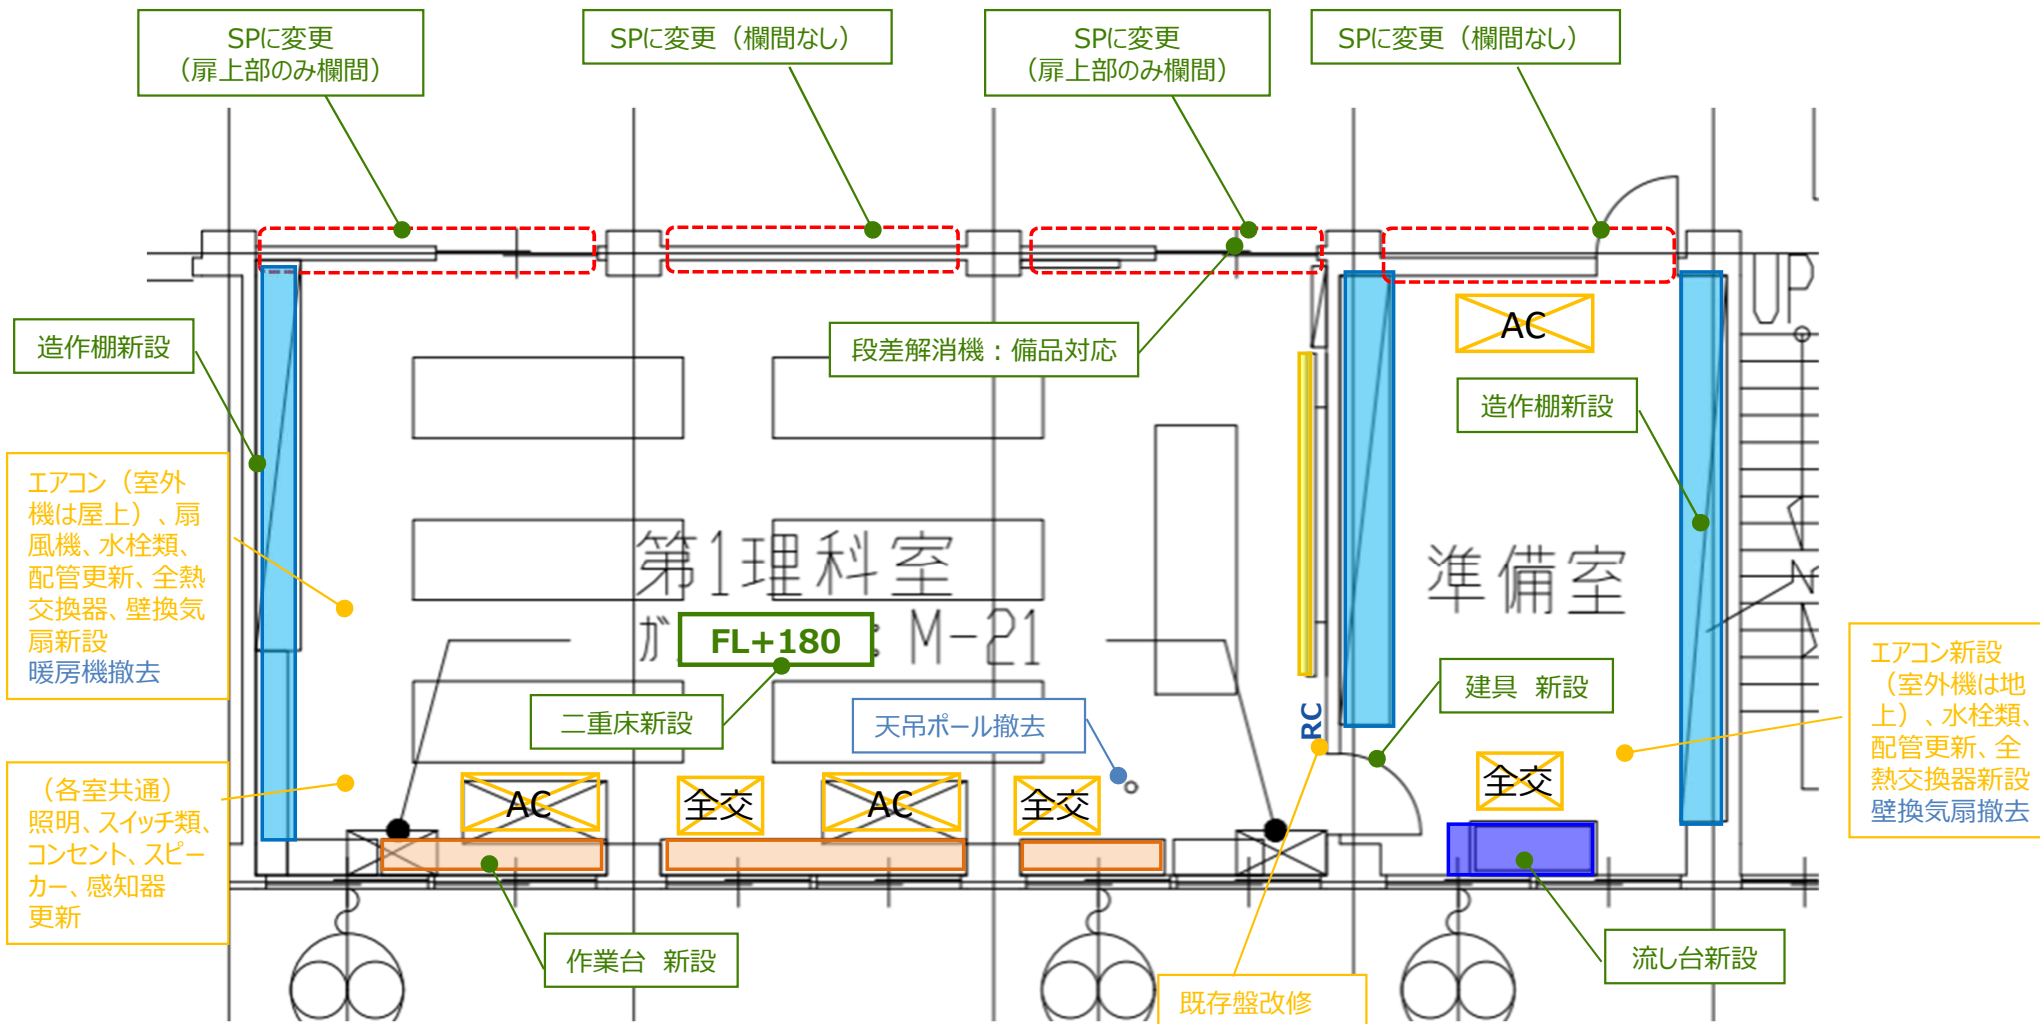 SPに変更
（扉上部のみ欄間）
SPに変更（欄間なし）
SPに変更
（扉上部のみ欄間）
SPに変更（欄間なし）
造作棚新設
段差解消機：備品対応
AC
造作棚新設
エアコン（室外
機は屋上）、扇
風機、水栓類、
配管更新、全熱
交換器、壁換気
扇新設
暖房機撤去
第1理科室
準備室
が
FL+180
M-21
二重床新設
天吊ポール撤去
RC
建具　新設
エアコン新設
（室外機は地
上）、水栓類、
配管更新、全
熱交換器新設
壁換気扇撤去
（各室共通）
照明、スイッチ類、
コンセント、スピー
カー、感知器
更新
AC
全交
AC
全交
全交
作業台　新設
流し台新設
既存盤改修